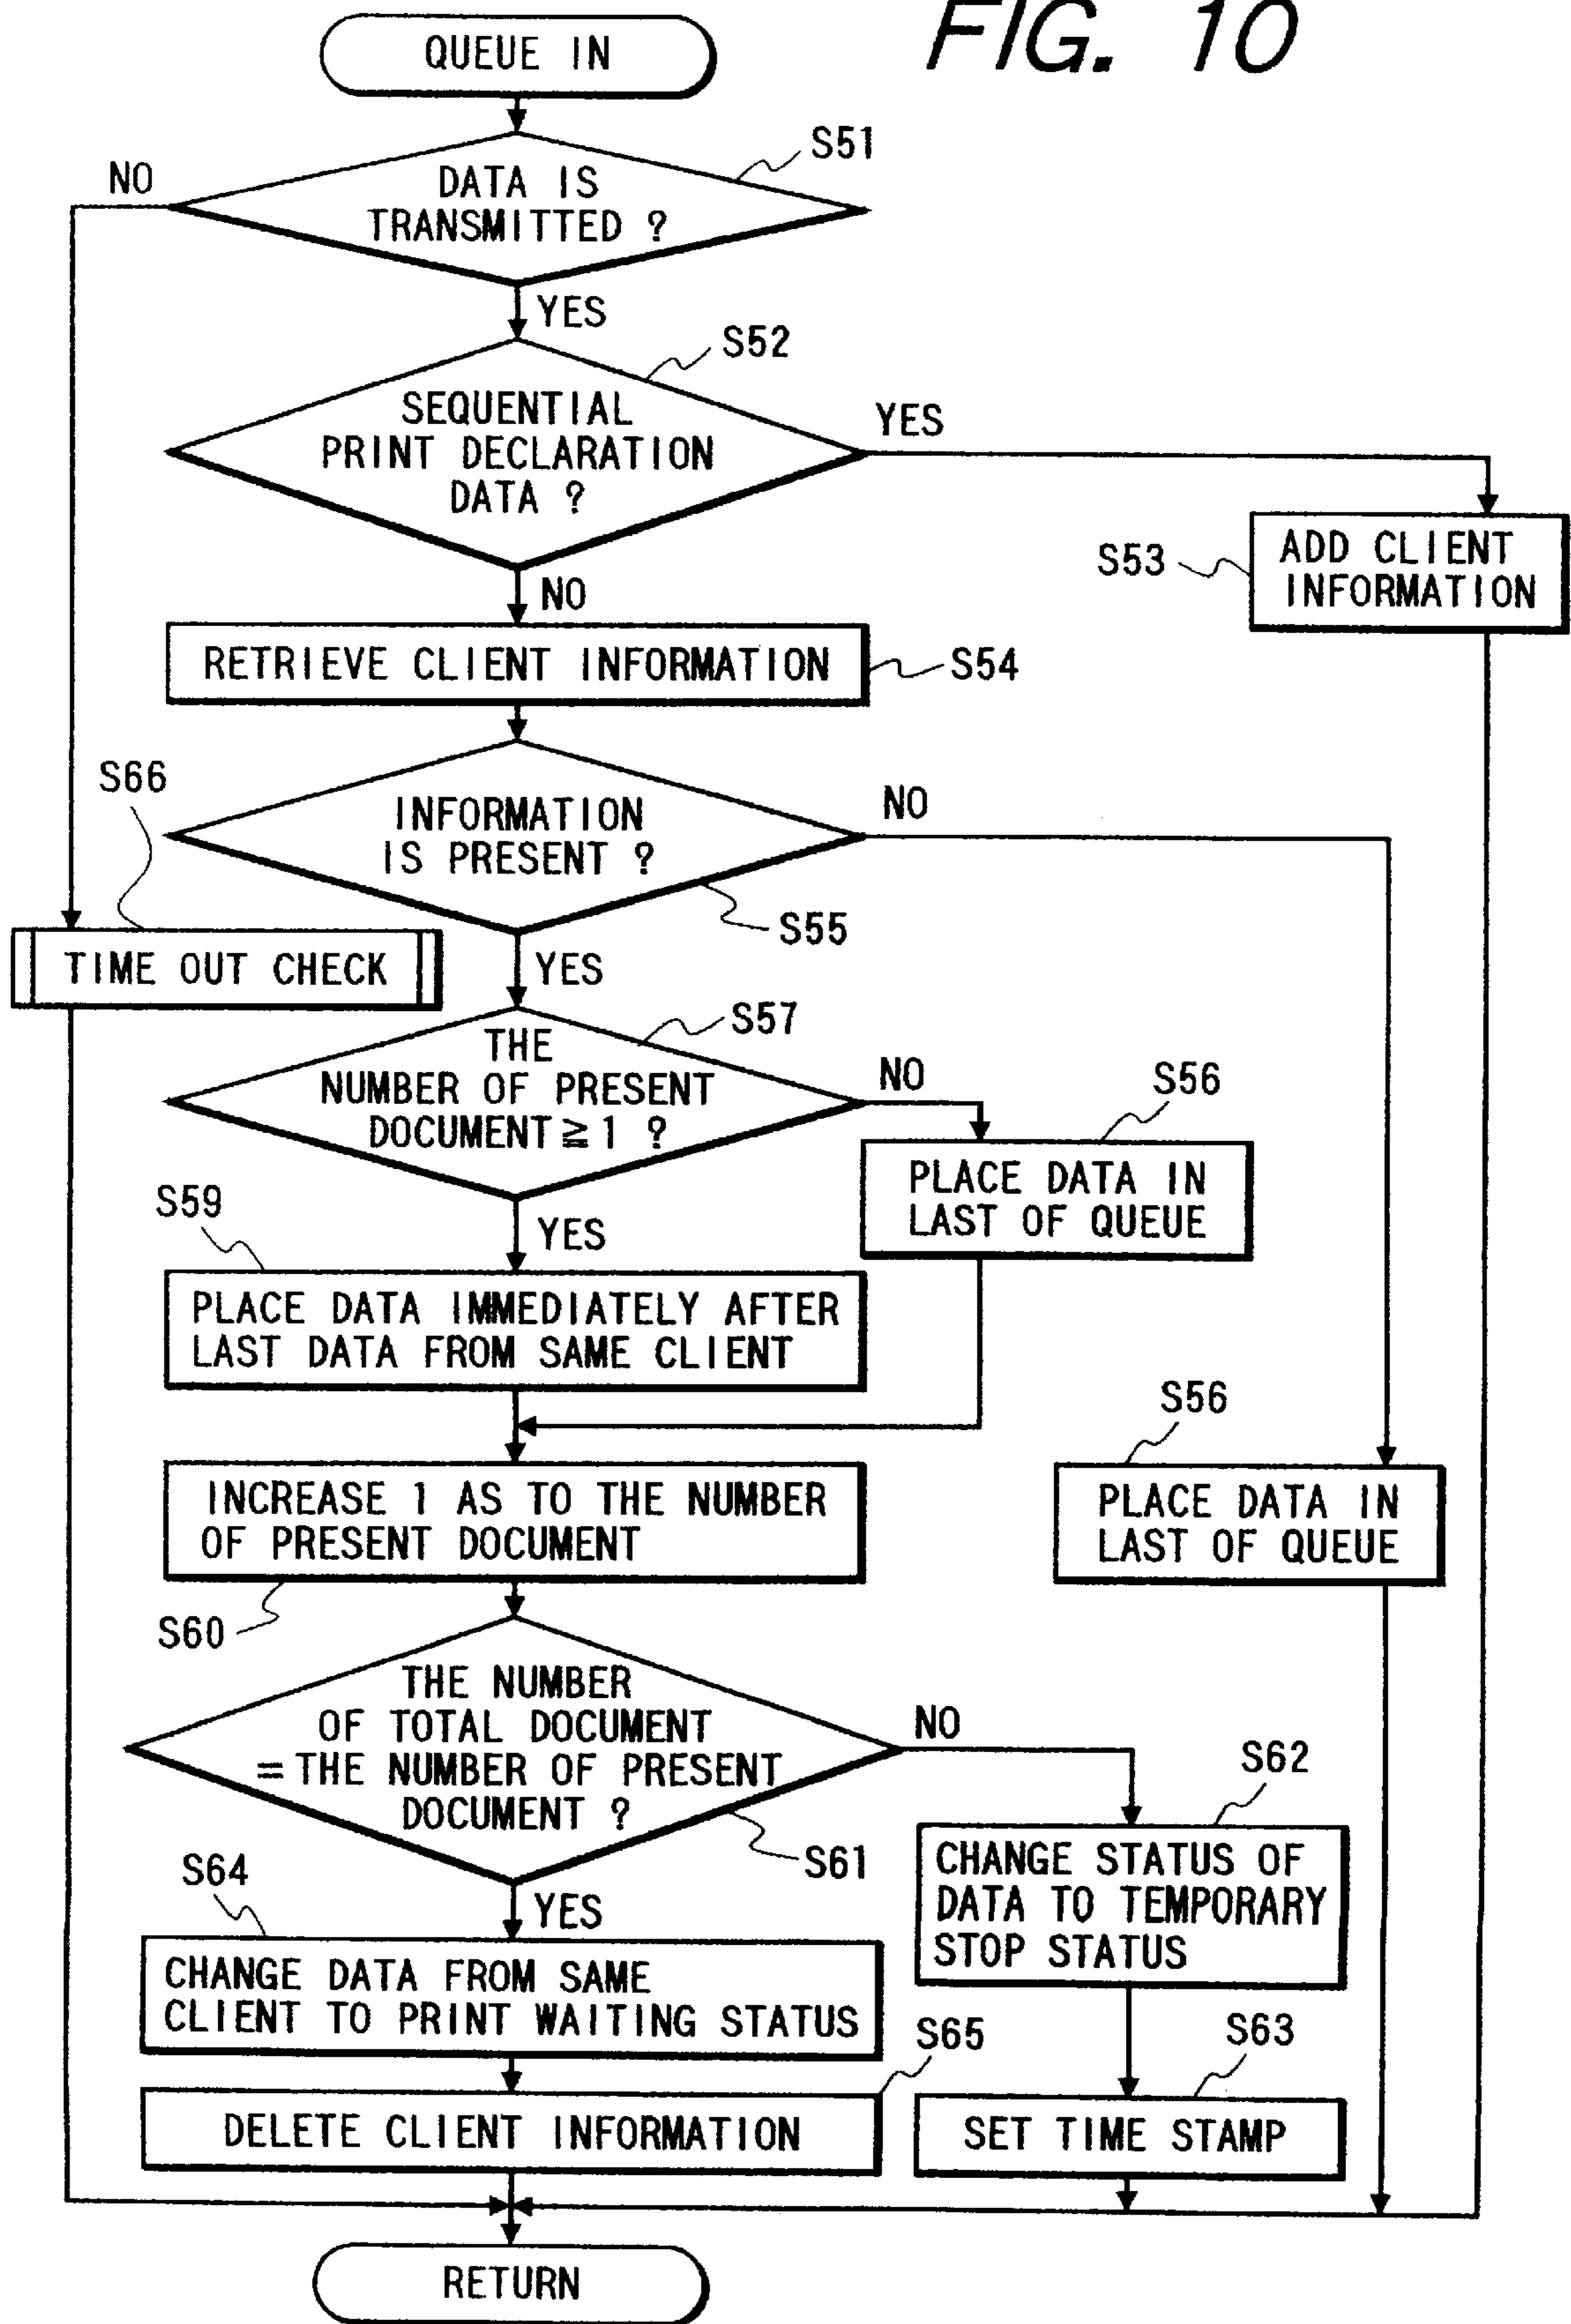 FIG. 10
QUEUE IN
S51
NO
DATA IS
TRANSMITTED ?
YES
S52
SEQUENTIAL
PRINT DECLARATION
DATA ?
YES
S53
ADD CLIENT
INFORMATION
NO
RETRIEVE CLIENT INFORMATION
S54
S66
INFORMATION
IS PRESENT ?
NO
S55
TIME OUT CHECK
YES
S57
THE
NUMBER OF PRESENT
DOCUMENT ≧ 1 ?
NO
S56
PLACE DATA IN
LAST OF QUEUE
S59
YES
PLACE DATA IMMEDIATELY AFTER
LAST DATA FROM SAME CLIENT
S56
INCREASE 1 AS TO THE NUMBER
OF PRESENT DOCUMENT
PLACE DATA IN
LAST OF QUEUE
S60
THE NUMBER
OF TOTAL DOCUMENT
= THE NUMBER OF PRESENT
DOCUMENT ?
NO
S62
S61
CHANGE STATUS OF
DATA TO TEMPORARY
STOP STATUS
S64
YES
CHANGE DATA FROM SAME
CLIENT TO PRINT WAITING STATUS
S65
S63
DELETE CLIENT INFORMATION
SET TIME STAMP
RETURN